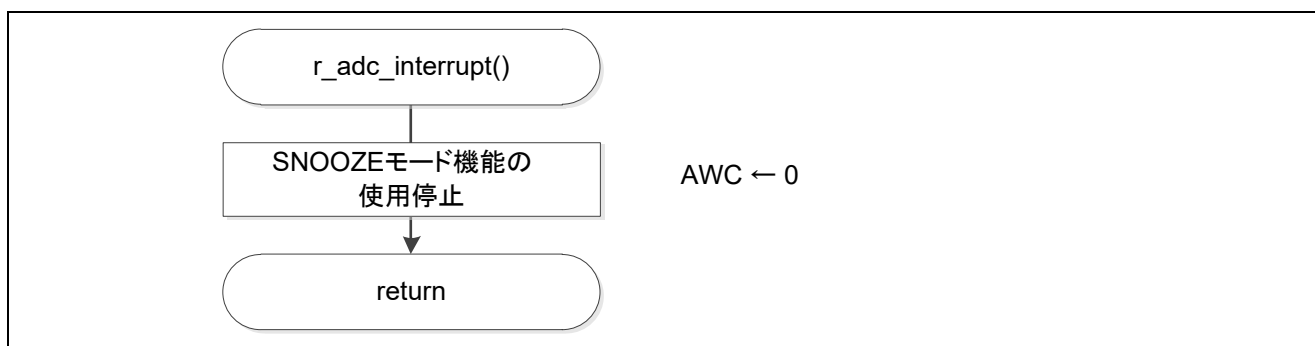 r_adc_interrupt()
SNOOZEモード機能の
使用停止
AWC ← 0
return